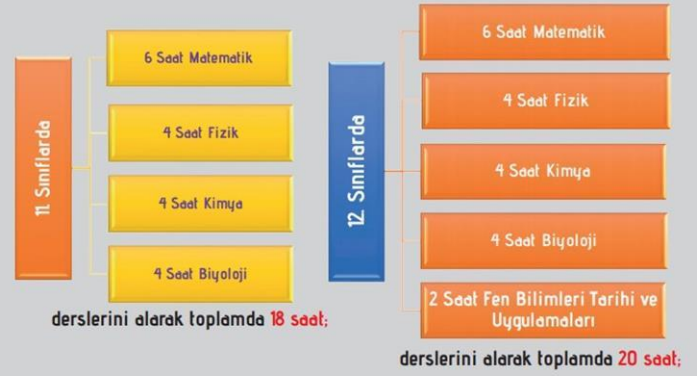 11. Sınıflarda
6 Saat Matematik
4 Saat Fizik
4 Saat Kimya
4 Saat Biyoloji
derslerini alarak toplamda 18 saat;
12. Sınıflarda
6 Saat Matematik
4 Saat Fizik
4 Saat Kimya
4 Saat Biyoloji
2 Saat Fen Bilimleri Tarihi ve
Uygulamaları
derslerini alarak toplamda 20 saat;